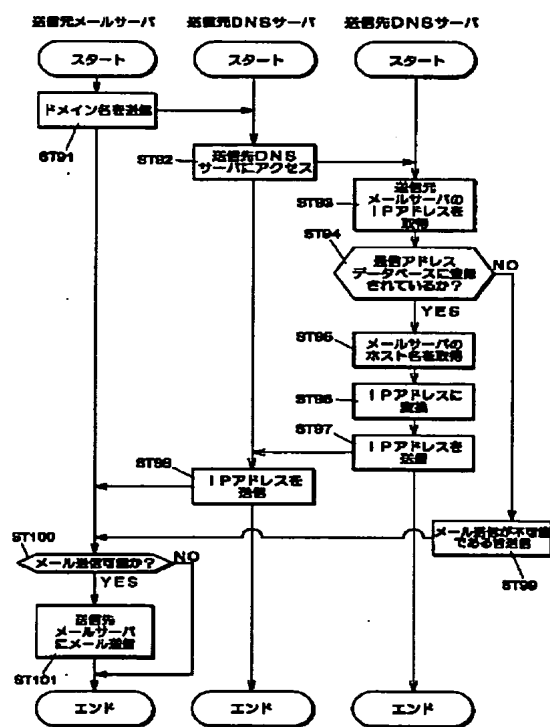 送信元メールサーバ
送信元DNSサーバ
送信先DNSサーバ
スタート
スタート
スタート
ドメイン名を送信
ST91
ST92
送信先DNS
サーバにアクセス
ST93
送信元
メールサーバの
IPアドレスを
取得
ST94
送信アドレス
データベースに登録
されているか？
NO
YES
ST95
メールサーバの
ホスト名を取得
ST96
IPアドレスに
変換
ST97
IPアドレスを
送信
ST98
IPアドレスを
送信
メール送信が不可能
である旨送信
ST99
ST100
メール送信可能か？
NO
YES
送信先
メールサーバ
にメール送信
ST101
エンド
エンド
エンド